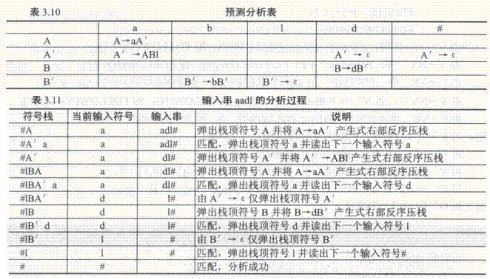 表 3.10 预测分析表
a b l d #
A A→aA′
A′ A′→ABl A′→ε A′→ε
B B→dB′
B′ B′→bB′ B′→ε
表 3.11 输入串 aadl 的分析过程
符号栈 当前输入符号 输入串 说明
#A a adl# 弹出栈顶符号 A 并将 A→aA′ 产生式右部反序压栈
#A′a a adl# 匹配，弹出栈顶符号 a 并读出下一个输入符号 a
#A′ a dl# 弹出栈顶符号 A′ 并将 A′→ABl 产生式右部反序压栈
#lBA a dl# 弹出栈顶符号 A 并将 A→aA′ 产生式右部反序压栈
#lBA′a a dl# 匹配，弹出栈顶符号 a 并读出下一个输入符号 d
#lBA′ d l# 由 A′→ε 仅弹出栈顶符号 A′
#lB d l# 弹出栈顶符号 B 并将 B→dB′ 产生式右部反序压栈
#lB′d d l# 匹配，弹出栈顶符号 d 并读出下一个输入符号 l
#lB′ l # 由 B′→ε 仅弹出栈顶符号 B′
#l l # 匹配，弹出栈顶符号 l 并读出下一个输入符号#
# # 匹配，分析成功